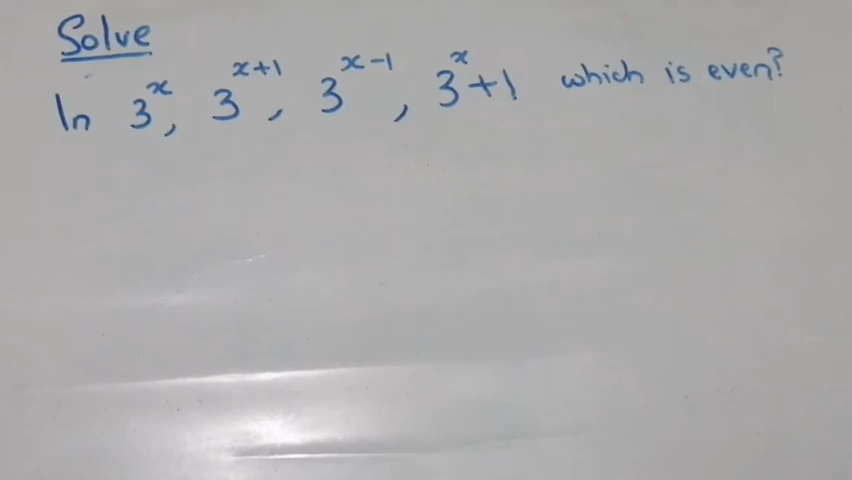 Solve
In 3^x, 3^{x+1}, 3^{x-1}, 3^x+1 which is even?